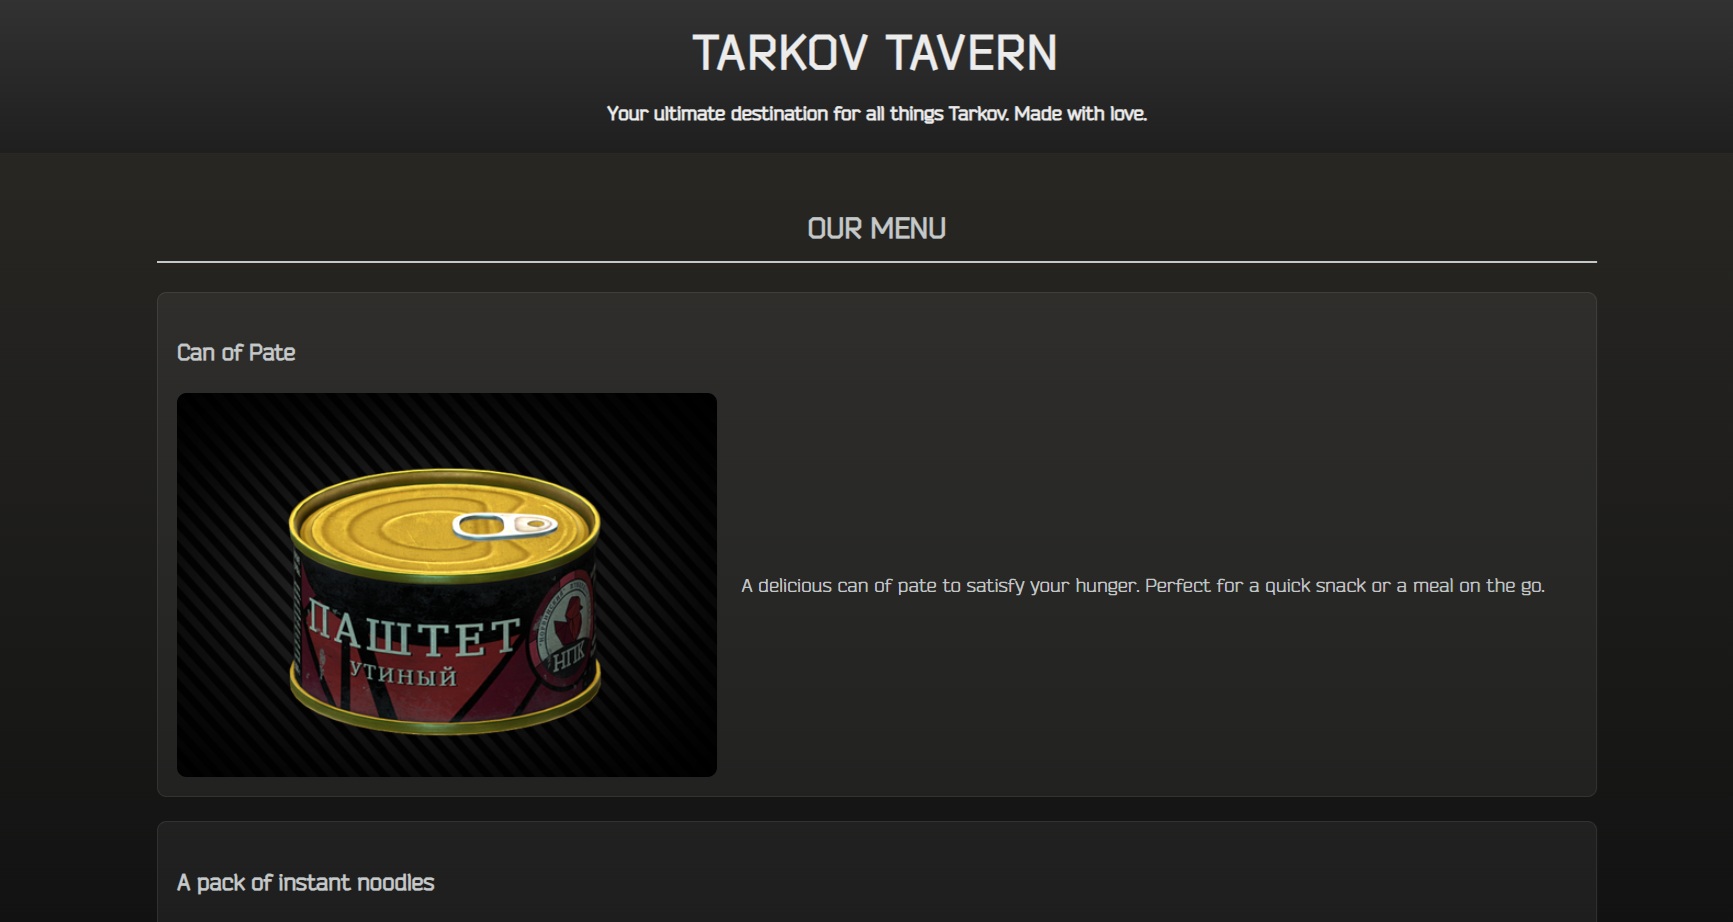 TARKOV TAVERN
Your ultimate destination for all things Tarkov. Made with love.
OUR MENU
Can of Pate
ПАШТЕТ
УТИНЫЙ
НПК
A delicious can of pate to satisfy your hunger. Perfect for a quick snack or a meal on the go.
A pack of instant noodles